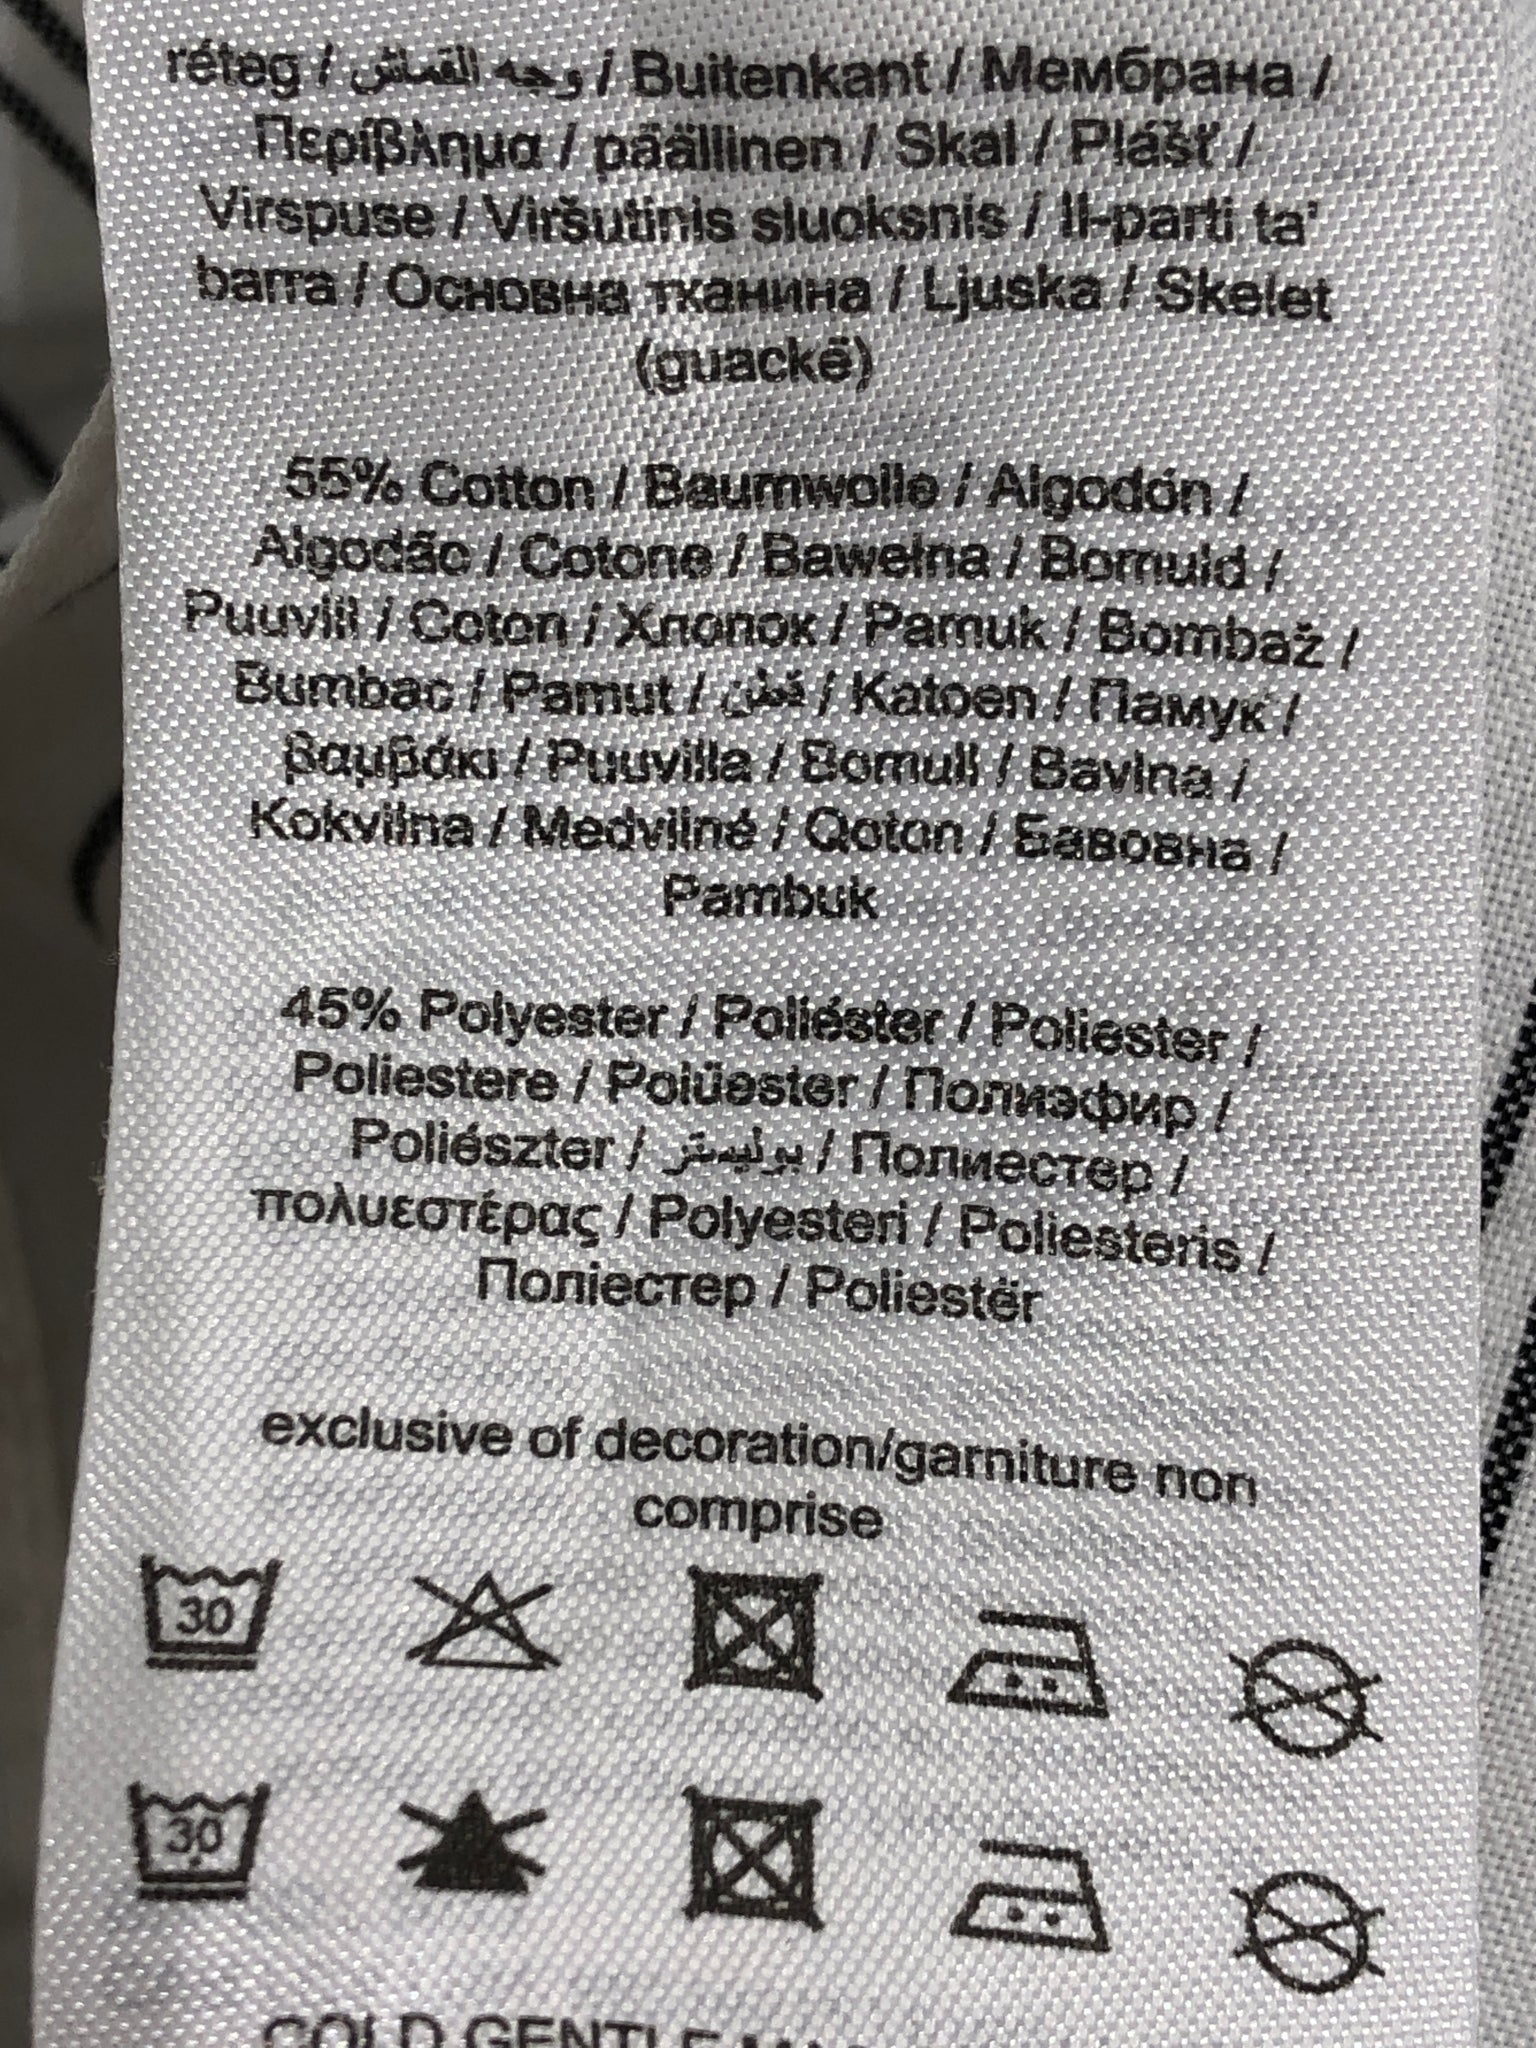 réteg / وجه القماش / Buitenkant / Мембрана /
Περίβλημα / päällinen / Skal / Plášť /
Virspuse / Viršutinis sluoksnis / Il-parti ta'
barra / Основна тканина / Ljuska / Skelet
(guackë)
55% Cotton / Baumwolle / Algodón /
Algodão / Cotone / Bawełna / Bomuld /
Puuvill / Coton / Хлопок / Pamuk / Bombaž /
Bumbac / Pamut / قطن / Katoen / Памук /
βαμβάκι / Puuvilla / Bomull / Bavlna /
Kokvilna / Medvilnė / Qoton / Бавовна /
Pambuk
45% Polyester / Poliéster / Poliester /
Poliestere / Polüester / Полиэфир /
Poliészter / بوليستر / Полиестер /
πολυεστέρας / Polyesteri / Poliesteris /
Поліестер / Poliestër
exclusive of decoration/garniture non
comprise
30
30
COLD GENTLE